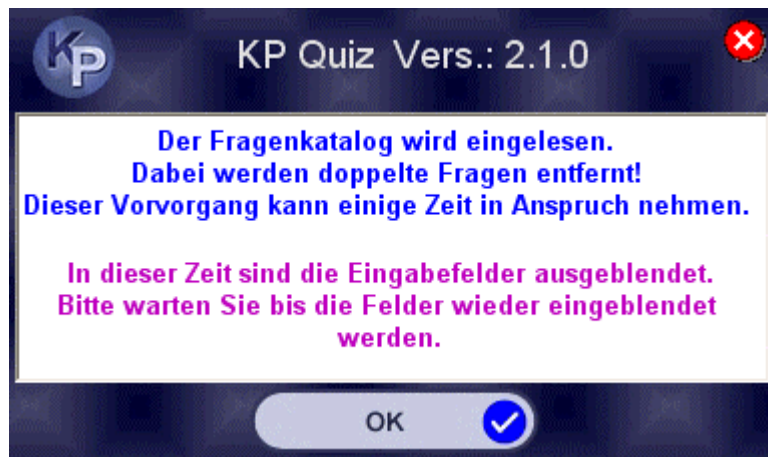 KP
KP Quiz Vers.: 2.1.0
Der Fragenkatalog wird eingelesen.
Dabei werden doppelte Fragen entfernt!
Dieser Vorvorgang kann einige Zeit in Anspruch nehmen.
In dieser Zeit sind die Eingabefelder ausgeblendet.
Bitte warten Sie bis die Felder wieder eingeblendet
werden.
OK